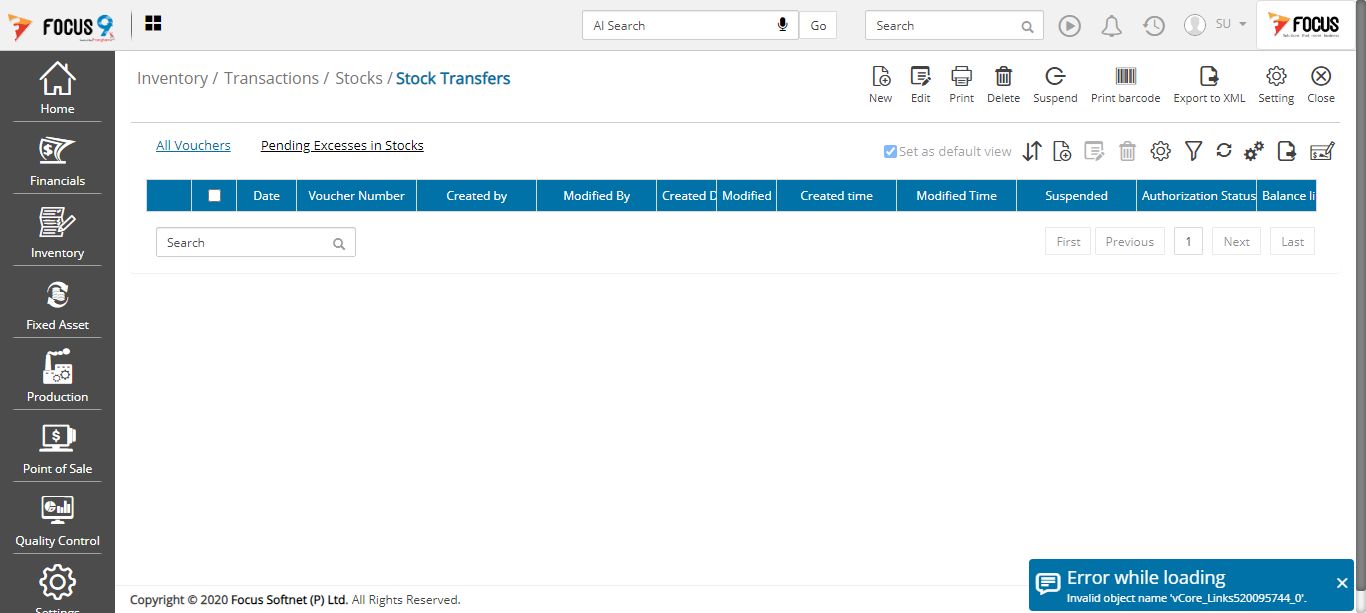 FOCUS 9
AI Search
Go
Search
SU
FOCUS
Home
Financials
Inventory
Fixed Asset
Production
Point of Sale
Quality Control
Settings
Inventory / Transactions / Stocks / Stock Transfers
New Edit Print Delete Suspend Print barcode Export to XML Setting Close
All Vouchers Pending Excesses in Stocks
Set as default view
Date Voucher Number Created by Modified By Created D Modified Created time Modified Time Suspended Authorization Status Balance li
Search
First Previous 1 Next Last
Copyright © 2020 Focus Softnet (P) Ltd. All Rights Reserved.
Error while loading
Invalid object name 'vCore_Links520095744_0'.